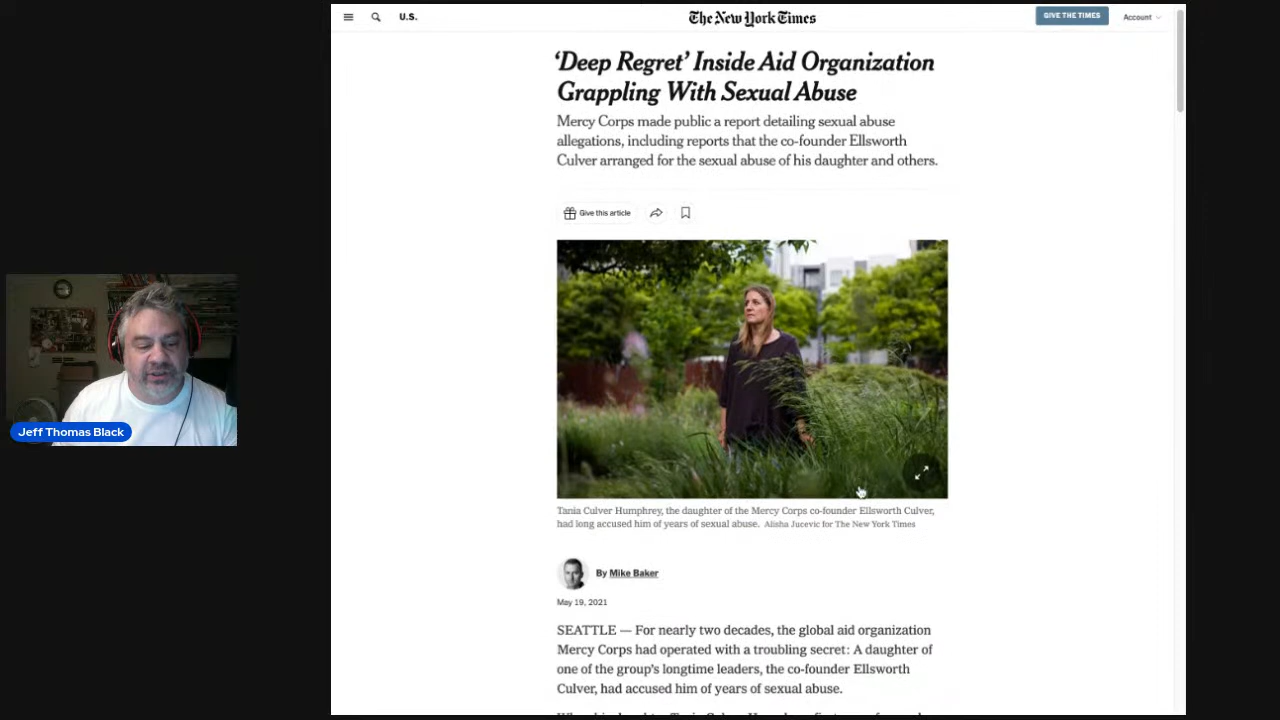 U.S.
The New York Times
GIVE THE TIMES
Account
‘Deep Regret’ Inside Aid Organization
Grappling With Sexual Abuse
Mercy Corps made public a report detailing sexual abuse
allegations, including reports that the co-founder Ellsworth
Culver arranged for the sexual abuse of his daughter and others.
Give this article
Tania Culver Humphrey, the daughter of the Mercy Corps co-founder Ellsworth Culver,
had long accused him of years of sexual abuse. Alisha Jucevic for The New York Times
By Mike Baker
May 19, 2021
SEATTLE — For nearly two decades, the global aid organization
Mercy Corps had operated with a troubling secret: A daughter of
one of the group’s longtime leaders, the co-founder Ellsworth
Culver, had accused him of years of sexual abuse.
Jeff Thomas Black